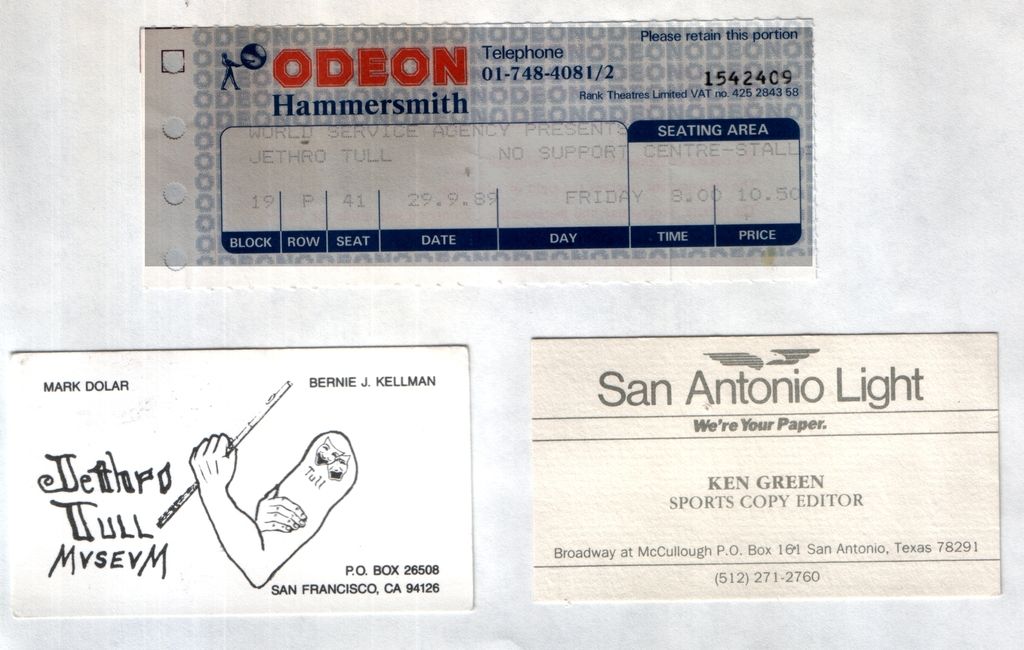 Please retain this portion
ODEON
Hammersmith
Telephone
01-748-4081/2
1542409
Rank Theatres Limited VAT no. 425 2843 58
WORLD SERVICE AGENCY PRESENTS
SEATING AREA
JETHRO TULL NO SUPPORT CENTRE-STALL
19 P 41 29.9.89 FRIDAY 8.00 10.50
BLOCK ROW SEAT DATE DAY TIME PRICE
MARK DOLAR BERNIE J. KELLMAN
Jethro
Tull
MVSEVM
Tull
P.O. BOX 26508
SAN FRANCISCO, CA 94126
San Antonio Light
We're Your Paper.
KEN GREEN
SPORTS COPY EDITOR
Broadway at McCullough P.O. Box 161 San Antonio, Texas 78291
(512) 271-2760